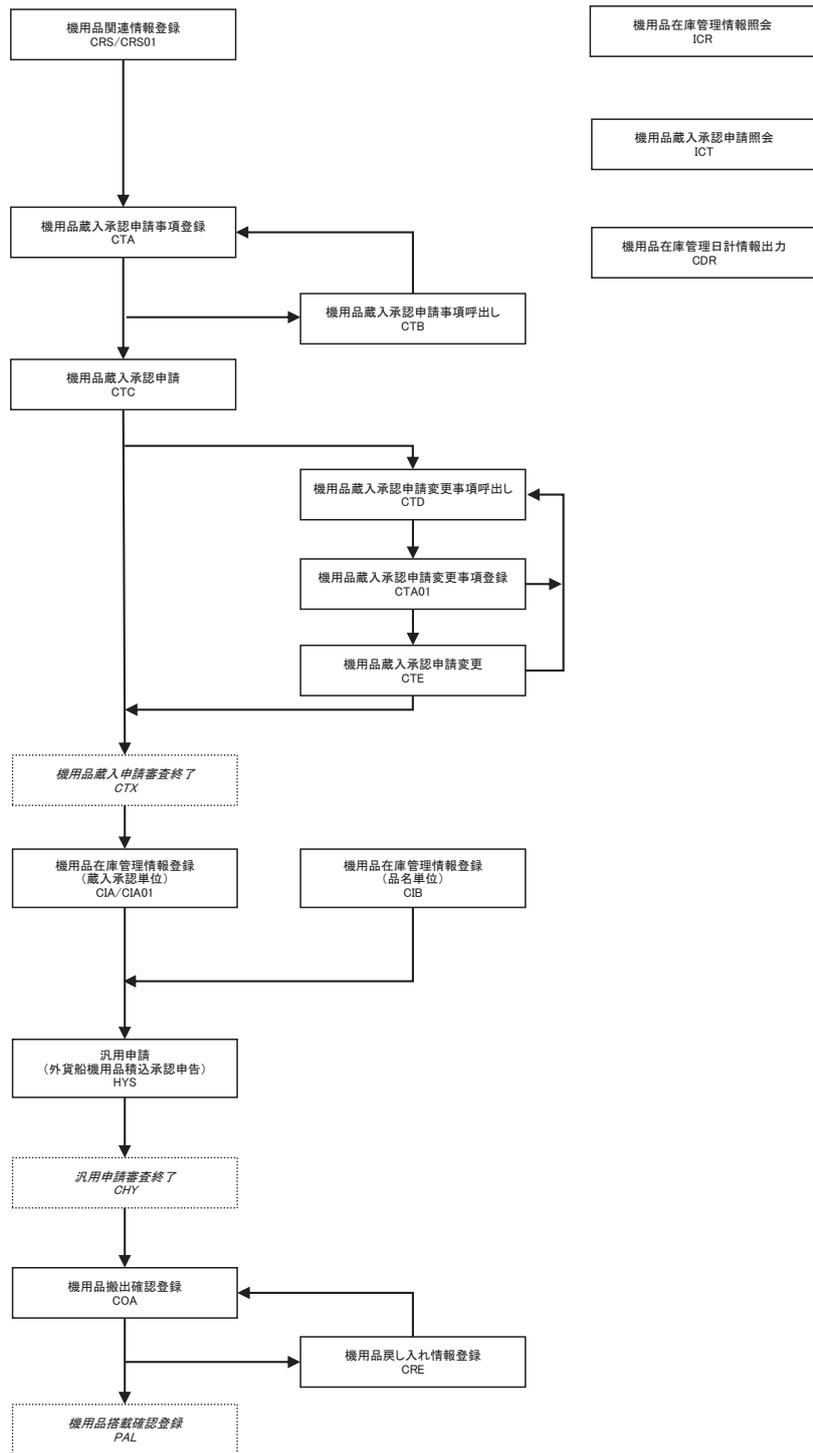 機用品関連情報登録
CRS/CRS01
機用品在庫管理情報照会
ICR
機用品蔵入承認申請照会
ICT
機用品蔵入承認申請事項登録
CTA
機用品在庫管理日計情報出力
CDR
機用品蔵入承認申請事項呼出し
CTB
機用品蔵入承認申請
CTC
機用品蔵入承認申請変更事項呼出し
CTD
機用品蔵入承認申請変更事項登録
CTA01
機用品蔵入承認申請変更
CTE
機用品蔵入申請審査終了
CTX
機用品在庫管理情報登録
（蔵入承認単位）
CIA/CIA01
機用品在庫管理情報登録
（品名単位）
CIB
汎用申請
（外貨船機用品積込承認申告）
HYS
汎用申請審査終了
CHY
機用品搬出確認登録
COA
機用品戻し入れ情報登録
CRE
機用品搭載確認登録
PAL